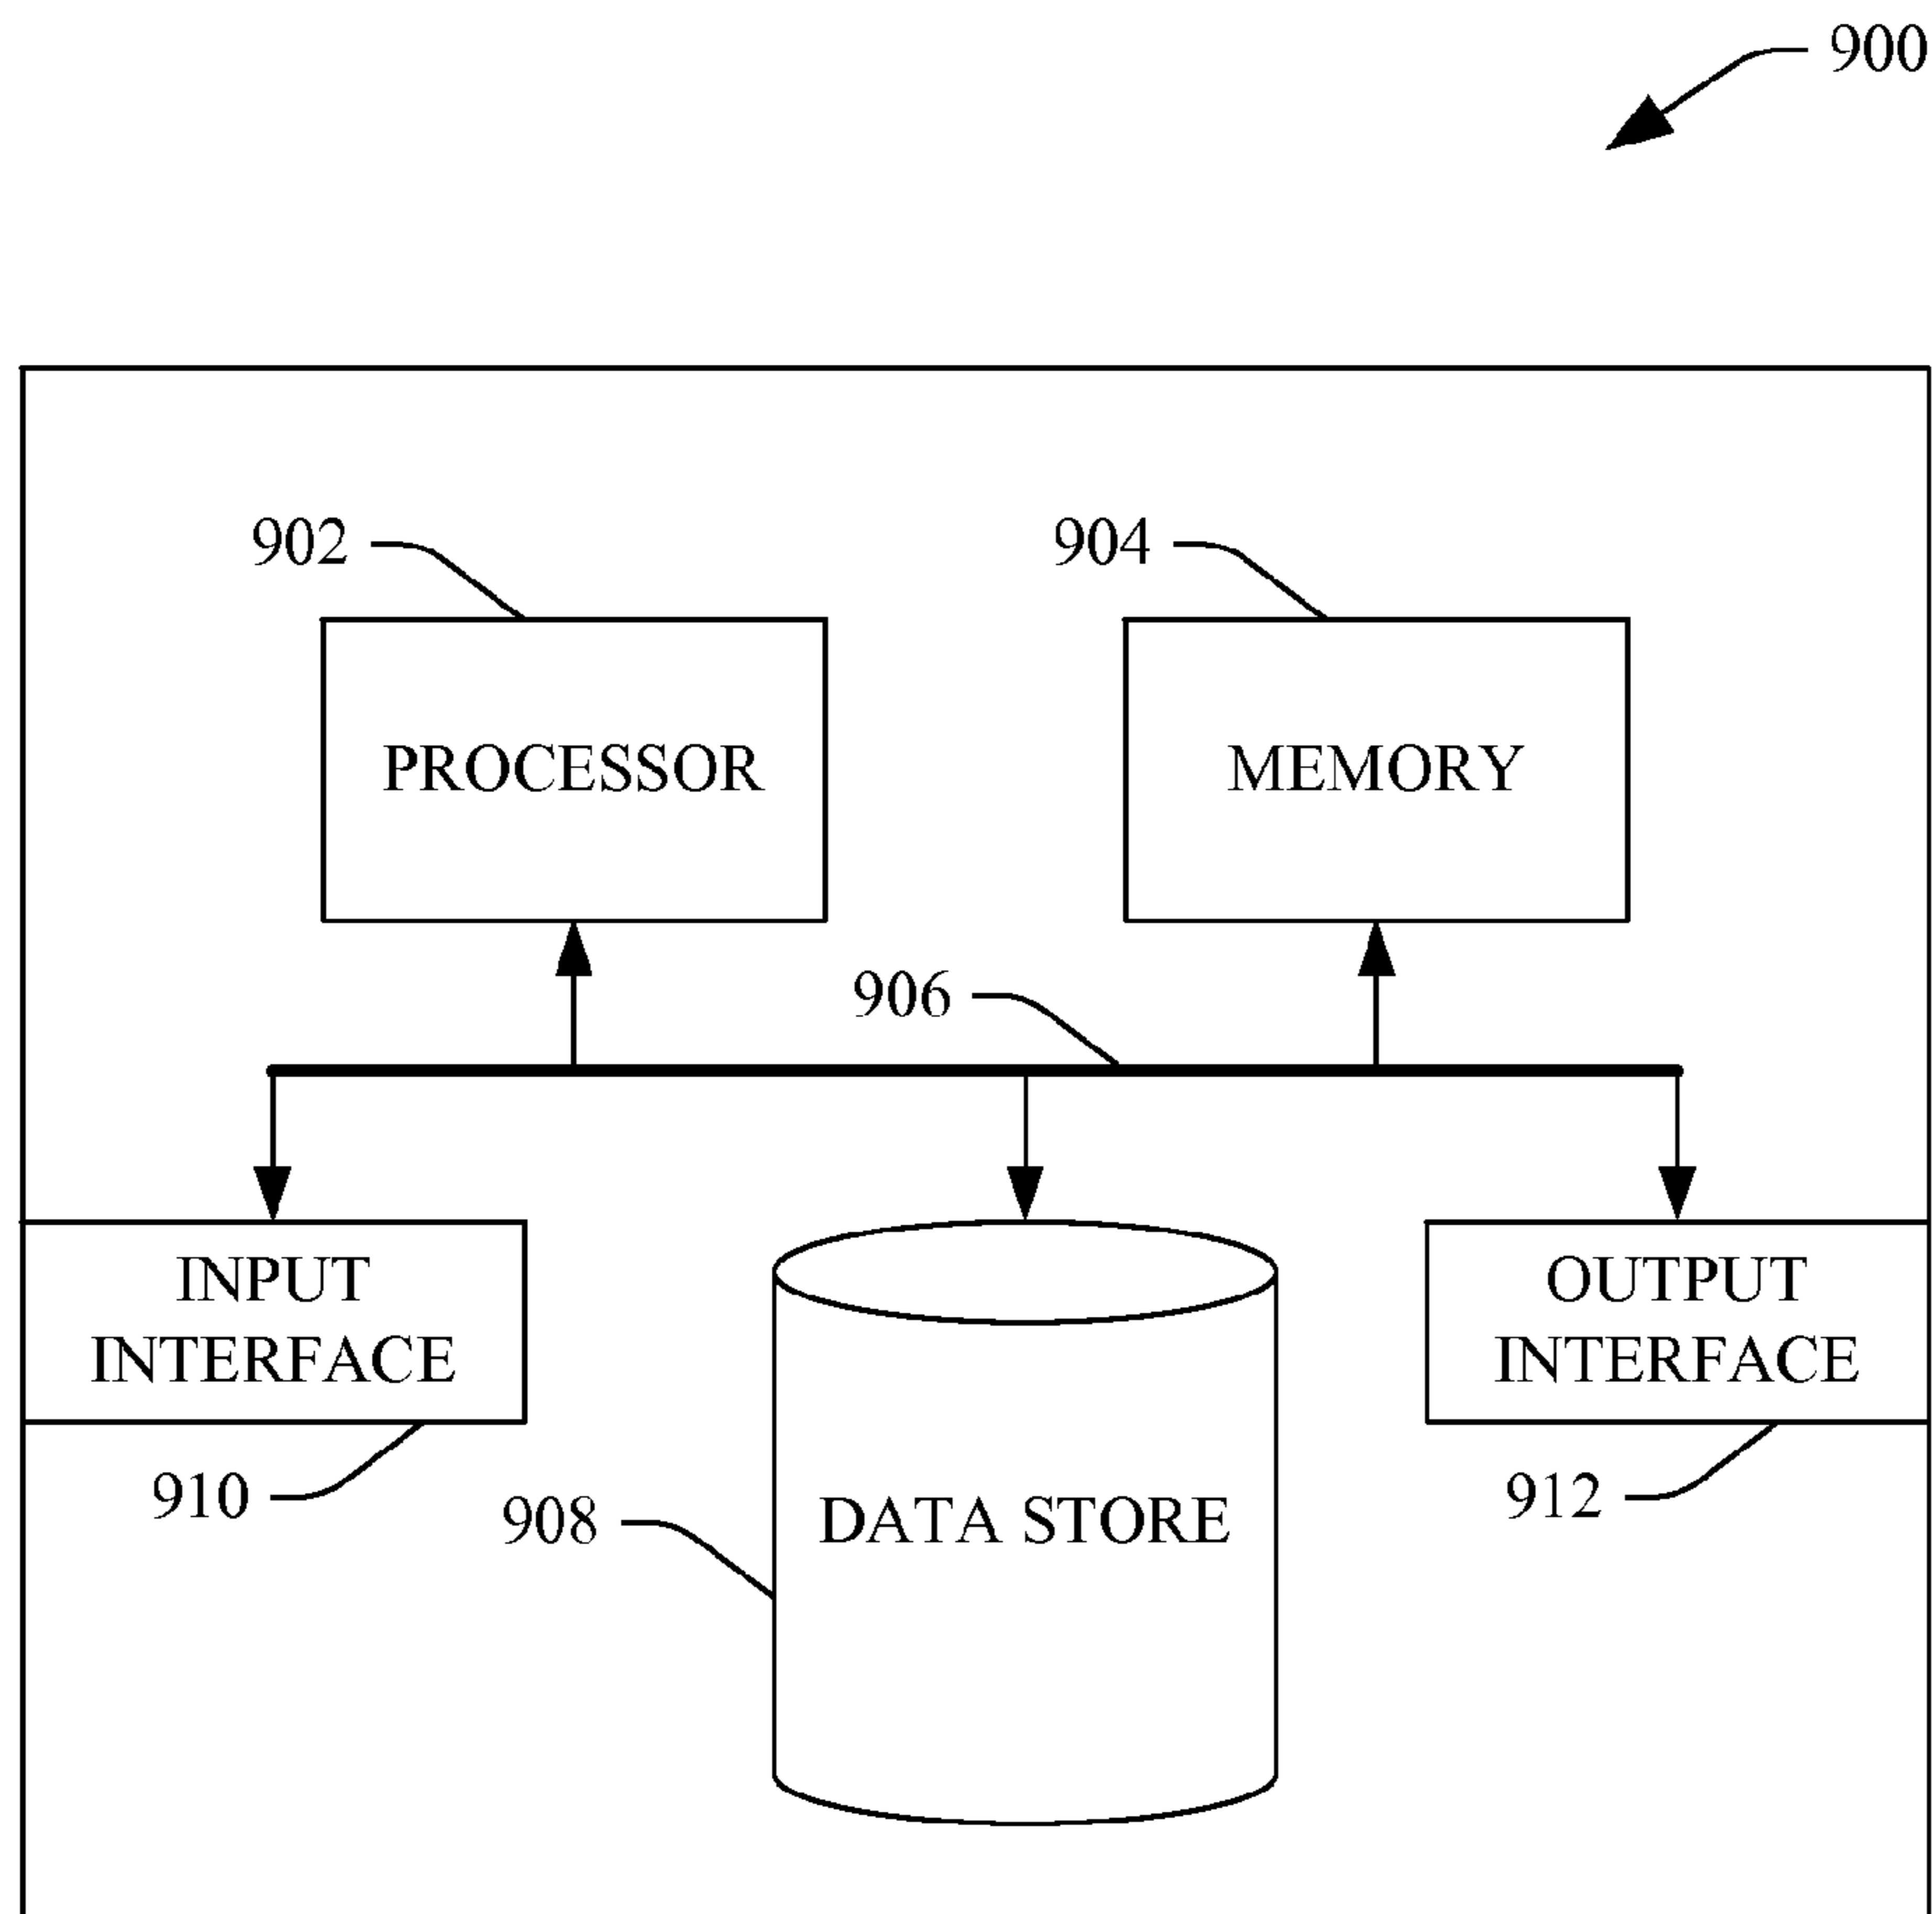 900
902
904
PROCESSOR
MEMORY
906
INPUT
INTERFACE
OUTPUT
INTERFACE
910
908
DATA STORE
912